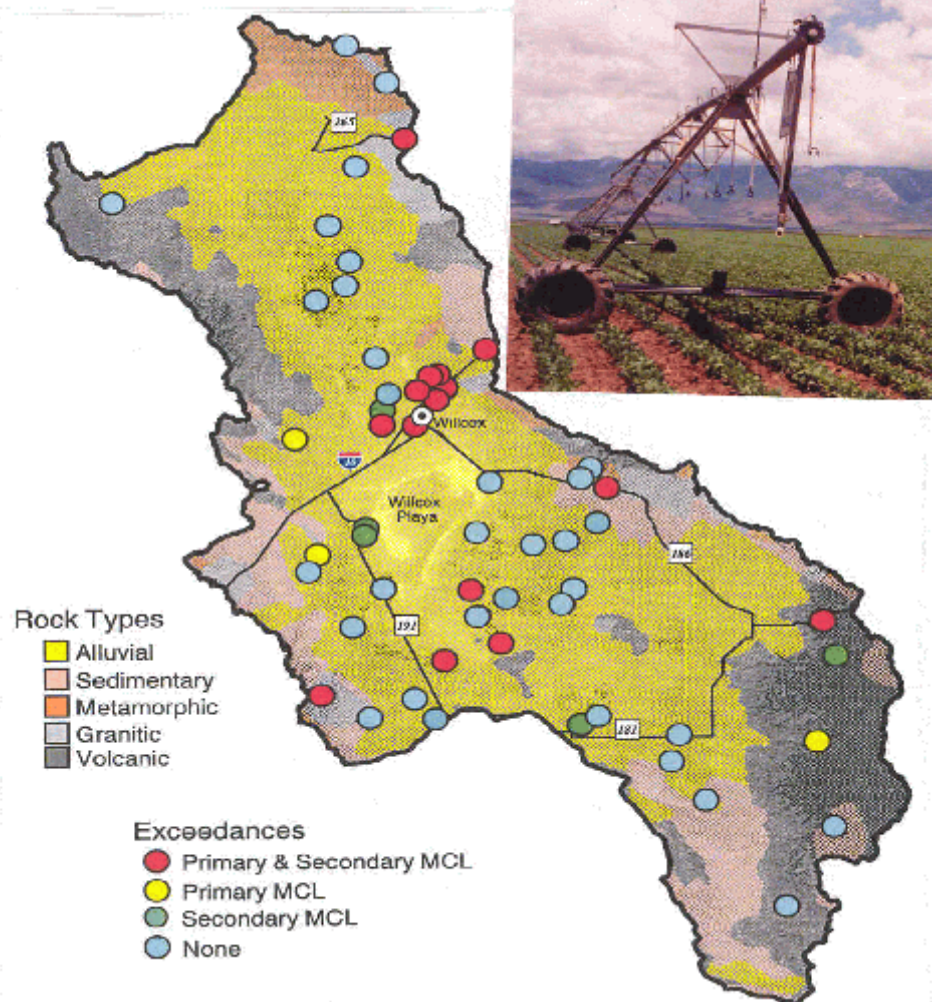 365
Willcox
10
Willcox
Playa
186
191
181
Rock Types
Alluvial
Sedimentary
Metamorphic
Granitic
Volcanic
Exceedances
Primary & Secondary MCL
Primary MCL
Secondary MCL
None